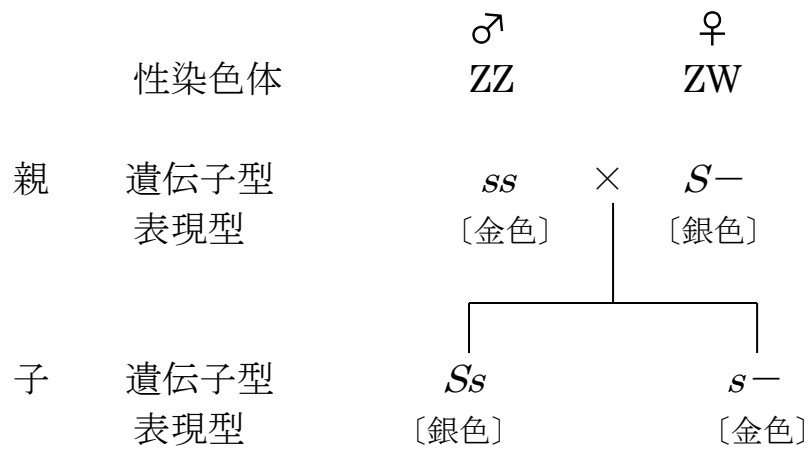 ♂ ♀
性染色体 ZZ ZW
親 遺伝子型 ss × S−
表現型 〔金色〕 〔銀色〕
子 遺伝子型 Ss s−
表現型 〔銀色〕 〔金色〕